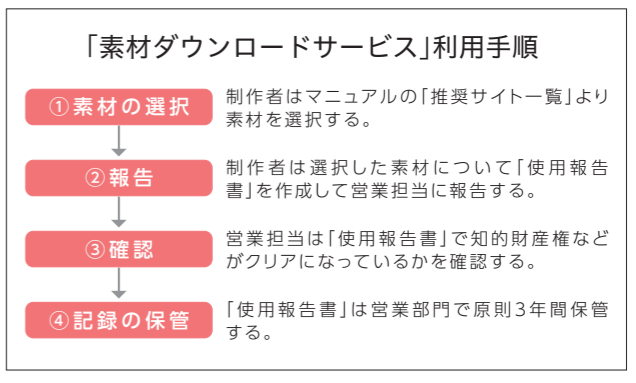 「素材ダウンロードサービス」利用手順
①素材の選択
制作者はマニュアルの「推奨サイト一覧」より
素材を選択する。
②報告
制作者は選択した素材について「使用報告
書」を作成して営業担当に報告する。
③確認
営業担当は「使用報告書」で知的財産権など
がクリアになっているかを確認する。
④記録の保管
「使用報告書」は営業部門で原則3年間保管
する。